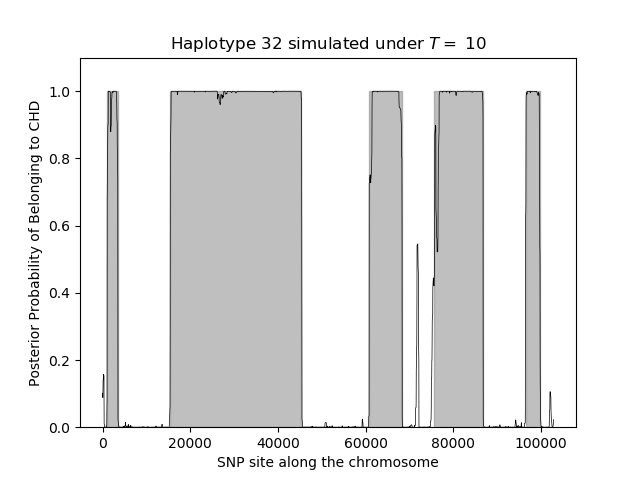 Haplotype 32 simulated under T = 10
Posterior Probability of Belonging to CHD
1.0
0.8
0.6
0.4
0.2
0.0
0 20000 40000 60000 80000 100000
SNP site along the chromosome